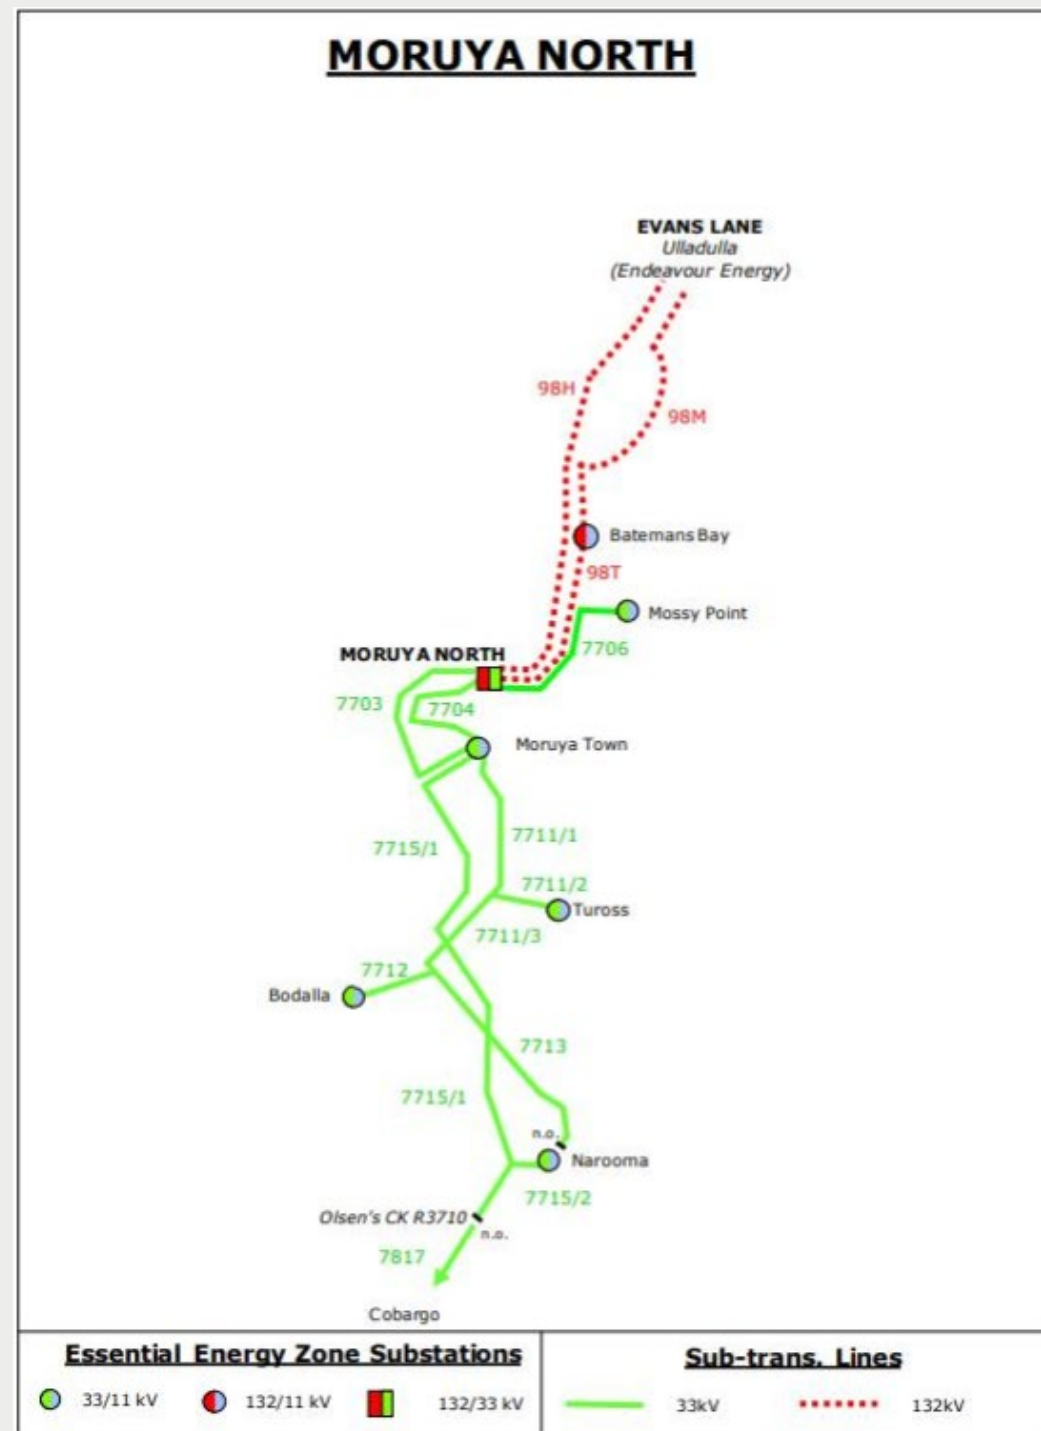 MORUYA NORTH
EVANS LANE
Ulladulla
(Endeavour Energy)
98H
98M
Batemans Bay
98T
Mossy Point
7706
MORUYA NORTH
7703
7704
Moruya Town
7711/1
7715/1
7711/2
Tuross
7711/3
7712
Bodalla
7713
7715/1
n.o.
Narooma
7715/2
Olsen's CK R3710
n.o.
7817
Cobargo
Essential Energy Zone Substations
33/11 kV
132/11 kV
132/33 kV
Sub-trans. Lines
33kV
132kV